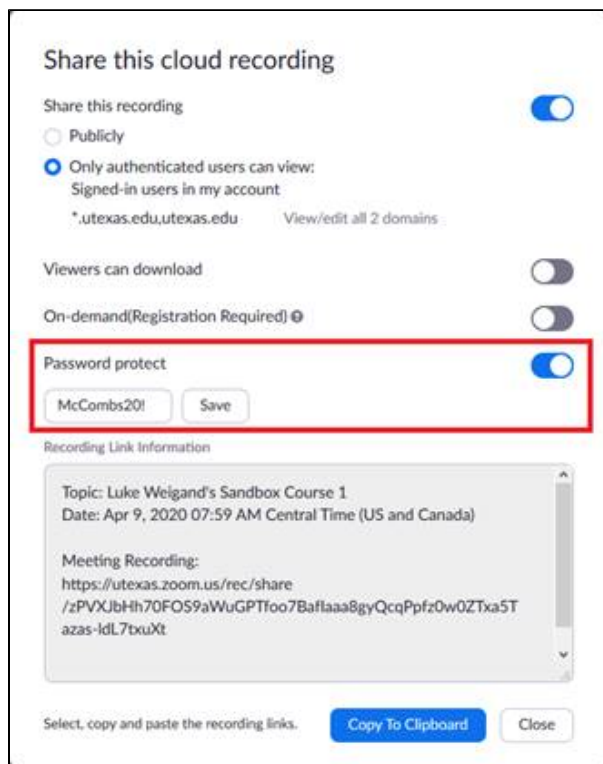 Share this cloud recording
Share this recording
Publicly
Only authenticated users can view:
Signed-in users in my account
*.utexas.edu,utexas.edu View/edit all 2 domains
Viewers can download
On-demand(Registration Required)
Password protect
McCombs20! Save
Recording Link Information
Topic: Luke Weigand's Sandbox Course 1
Date: Apr 9, 2020 07:59 AM Central Time (US and Canada)
Meeting Recording:
https://utexas.zoom.us/rec/share
/zPVXJbHh70FOS9aWuGPTfoo7Baflaaa8gyQcqPpfz0w0ZTxa5T
azas-ldL7txuXt
Select, copy and paste the recording links. Copy To Clipboard Close